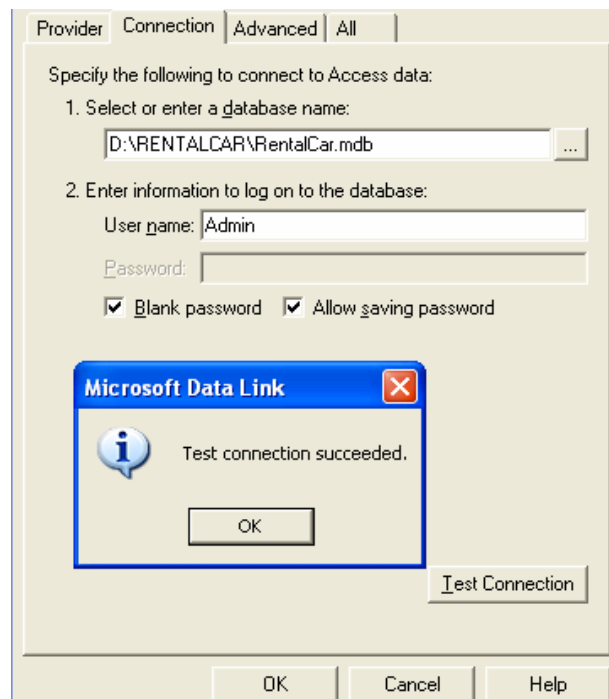 Provider Connection Advanced All
Specify the following to connect to Access data:
1. Select or enter a database name:
D:\RENTALCAR\RentalCar.mdb ...
2. Enter information to log on to the database:
User name: Admin
Password:
Blank password Allow saving password
Microsoft Data Link
Test connection succeeded.
OK
Test Connection
OK Cancel Help